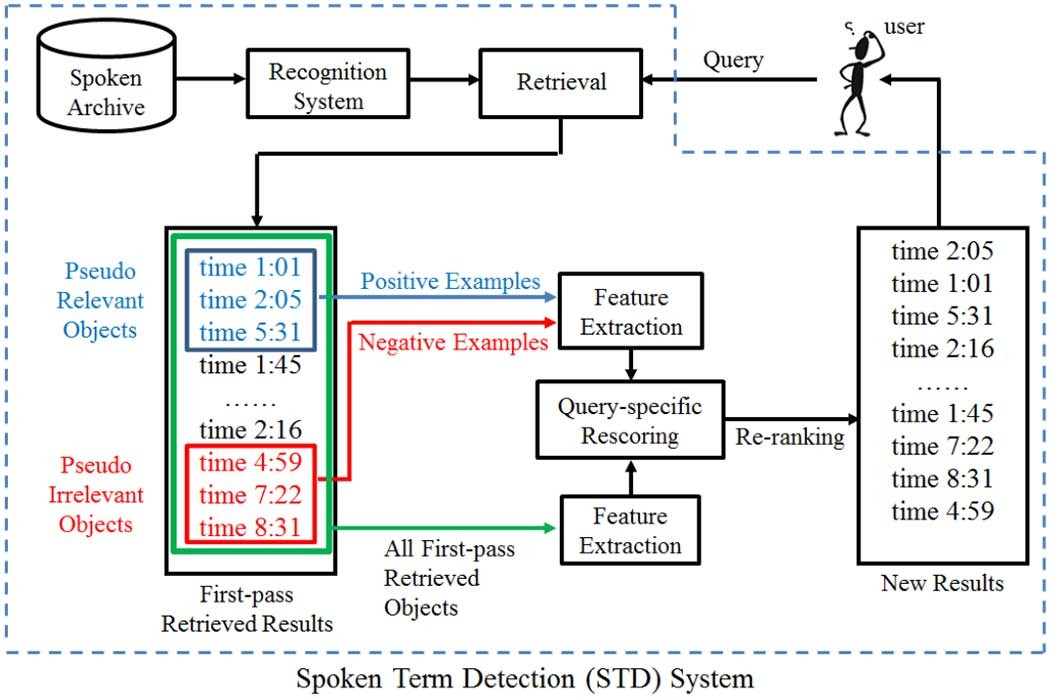 Spoken
Archive
Recognition
System
Retrieval
Query
?
user
Pseudo
Relevant
Objects
time 1:01
time 2:05
time 5:31
time 1:45
......
time 2:16
time 4:59
time 7:22
time 8:31
Pseudo
Irrelevant
Objects
First-pass
Retrieved Results
Positive Examples
Negative Examples
Feature
Extraction
Query-specific
Rescoring
Feature
Extraction
All First-pass
Retrieved
Objects
Re-ranking
time 2:05
time 1:01
time 5:31
time 2:16
......
time 1:45
time 7:22
time 8:31
time 4:59
New Results
Spoken Term Detection (STD) System